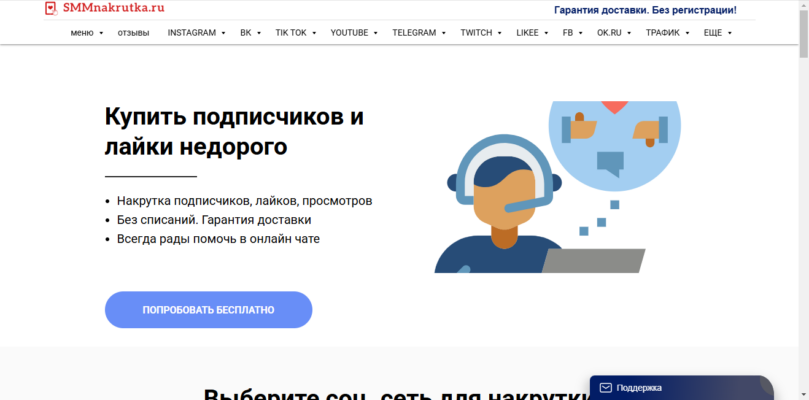 SMMnakrutka.ru
Гарантия доставки. Без регистрации!
меню отзывы INSTAGRAM ВК TIK TOK YOUTUBE TELEGRAM TWITCH LIKEE FB OK.RU ТРАФИК ЕЩЕ
Купить подписчиков и
лайки недорого
Накрутка подписчиков, лайков, просмотров
Без списаний. Гарантия доставки
Всегда рады помочь в онлайн чате
ПОПРОБОВАТЬ БЕСПЛАТНО
Выберите соц. сеть для накрутки
Поддержка